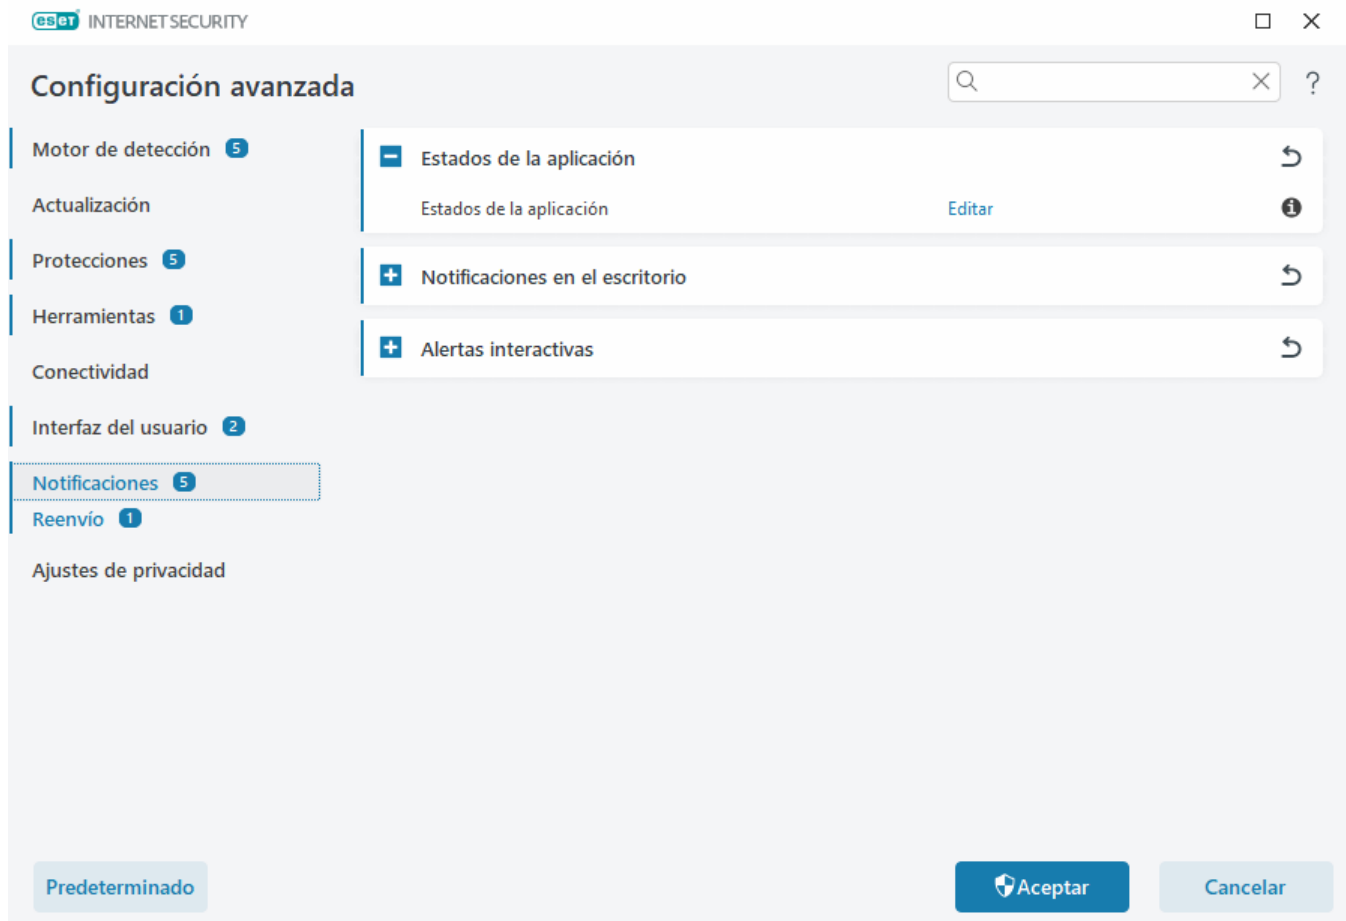 eset INTERNET SECURITY
Configuración avanzada
?
Motor de detección 5
Actualización
Protecciones 5
Herramientas 1
Conectividad
Interfaz del usuario 2
Notificaciones 5
Reenvío 1
Ajustes de privacidad
Estados de la aplicación
Estados de la aplicación Editar
Notificaciones en el escritorio
Alertas interactivas
Predeterminado
Aceptar
Cancelar